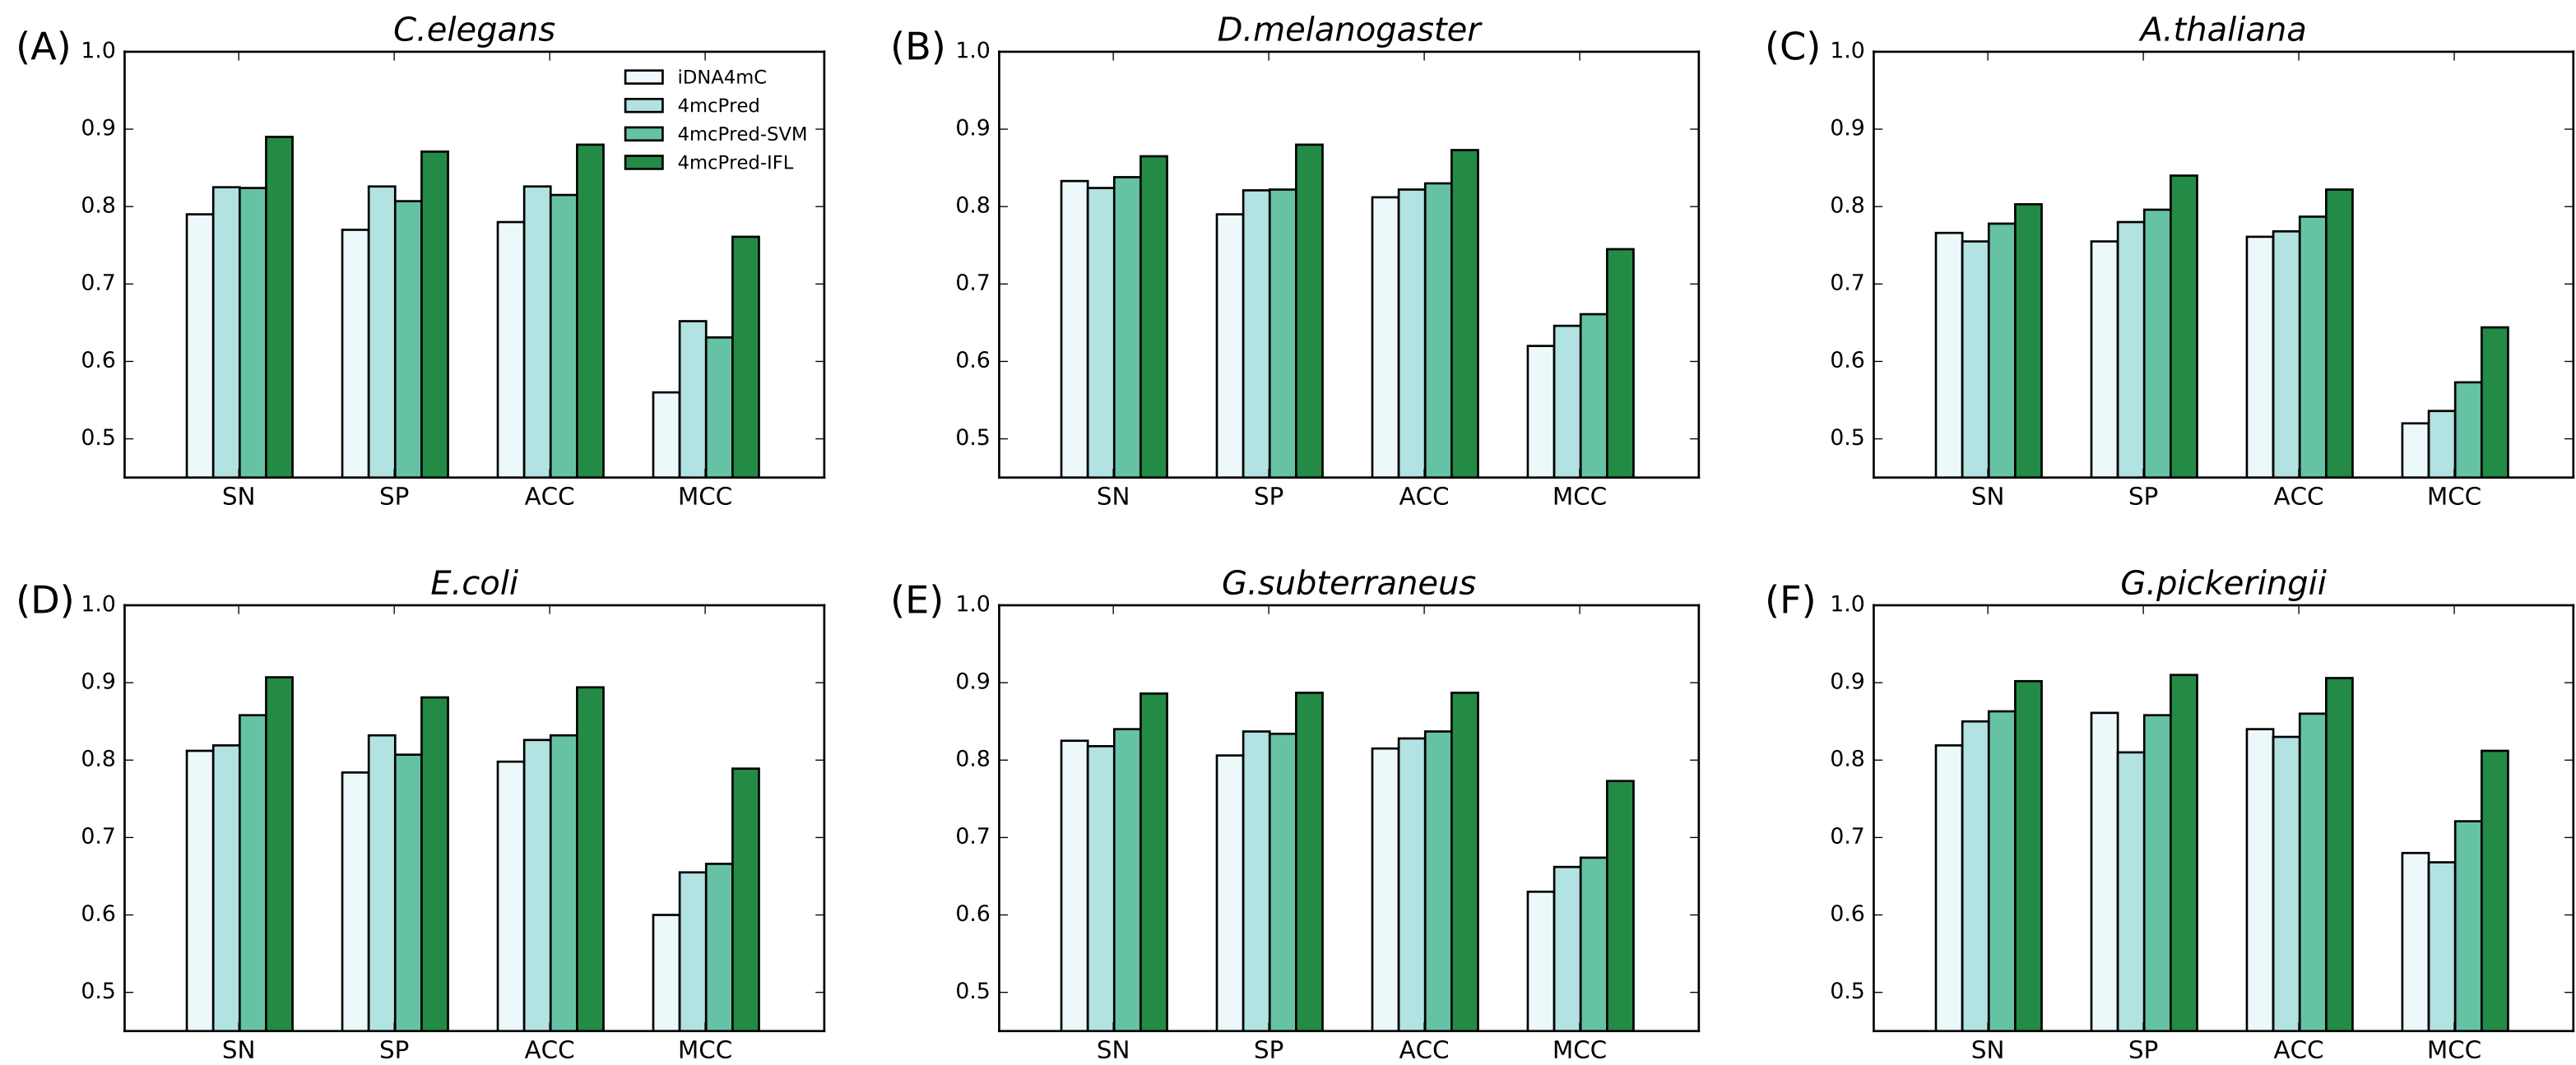 (A) C.elegans
1.0
0.9
0.8
0.7
0.6
0.5
iDNA4mC
4mcPred
4mcPred-SVM
4mcPred-IFL
SN SP ACC MCC
(B) D.melanogaster
1.0
0.9
0.8
0.7
0.6
0.5
SN SP ACC MCC
(C) A.thaliana
1.0
0.9
0.8
0.7
0.6
0.5
SN SP ACC MCC
(D) E.coli
1.0
0.9
0.8
0.7
0.6
0.5
SN SP ACC MCC
(E) G.subterraneus
1.0
0.9
0.8
0.7
0.6
0.5
SN SP ACC MCC
(F) G.pickeringii
1.0
0.9
0.8
0.7
0.6
0.5
SN SP ACC MCC